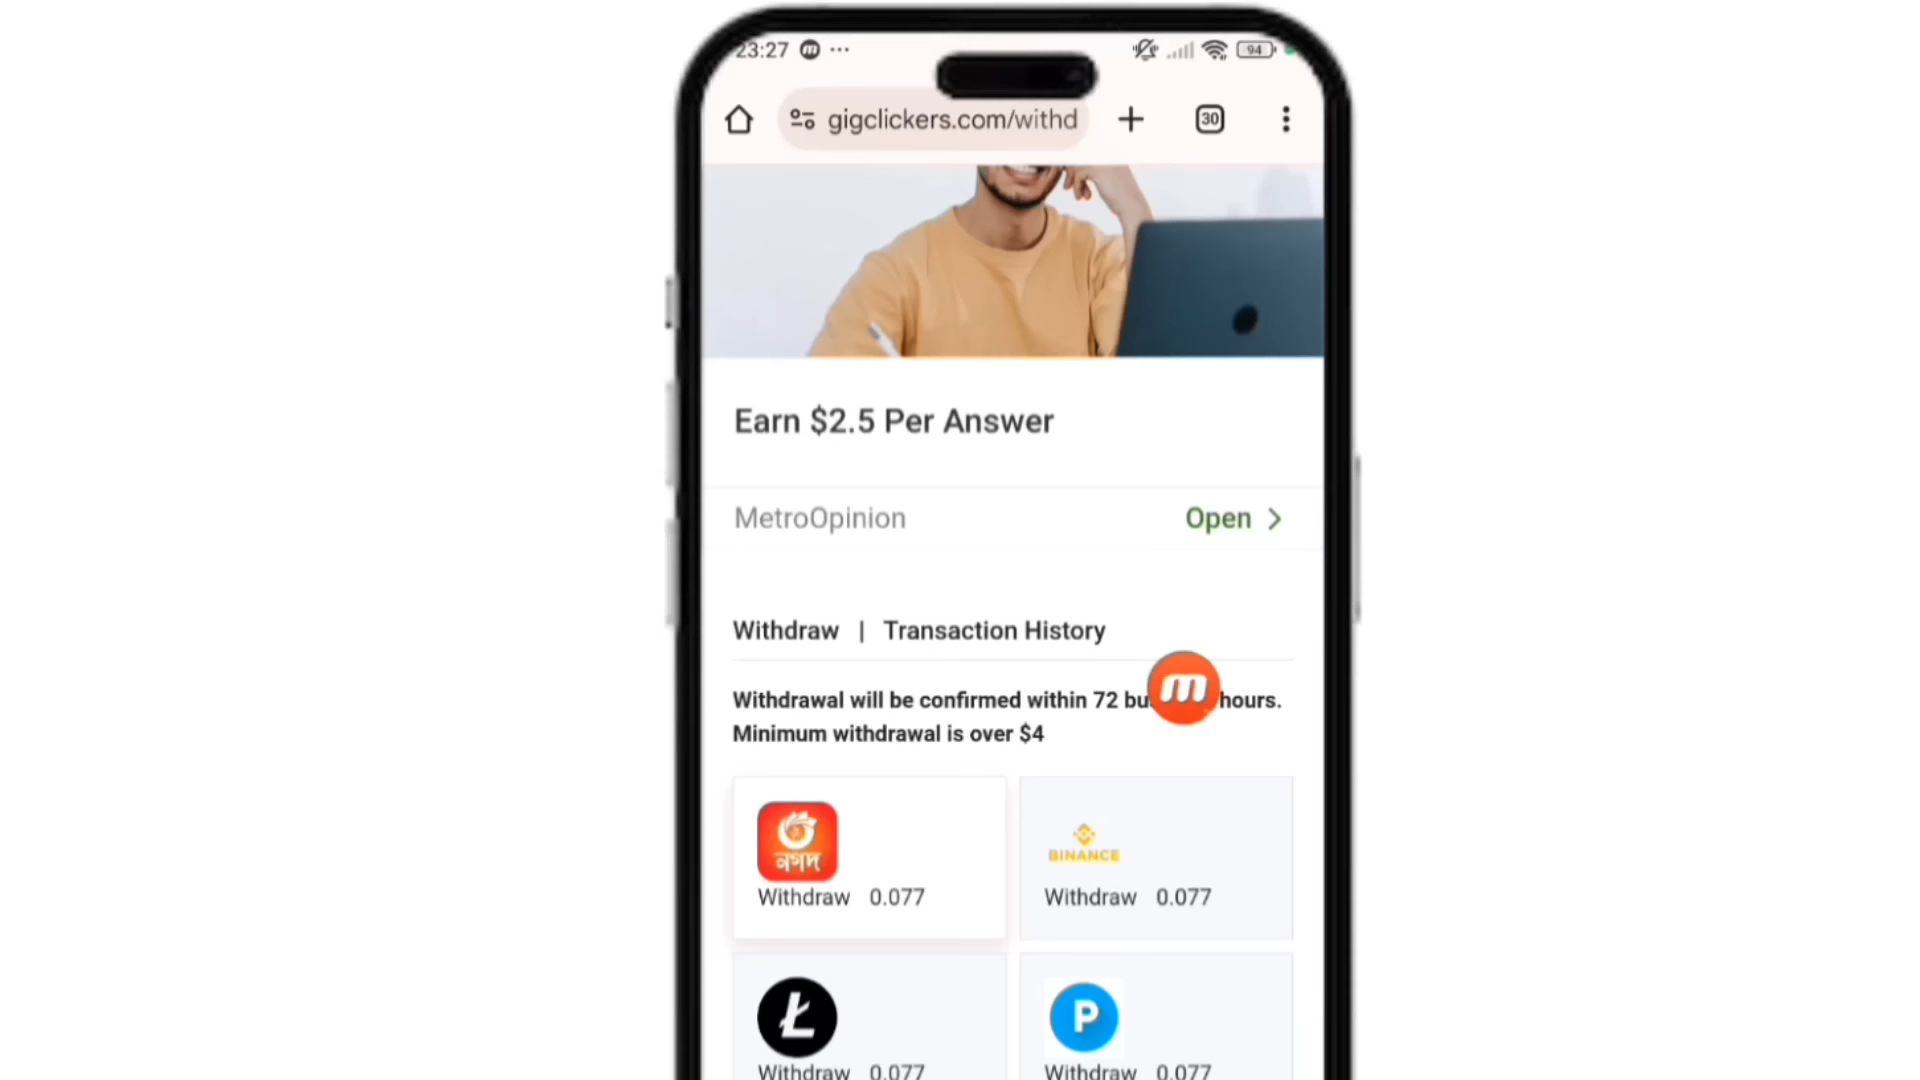 23:27
94
gigclickers.com/withd
30
Earn $2.5 Per Answer
MetroOpinion
Open
Withdraw | Transaction History
Withdrawal will be confirmed within 72 hours.
Minimum withdrawal is over $4
নগদ
BINANCE
Withdraw 0.077
Withdraw 0.077
P
Withdraw 0.077
Withdraw 0.077